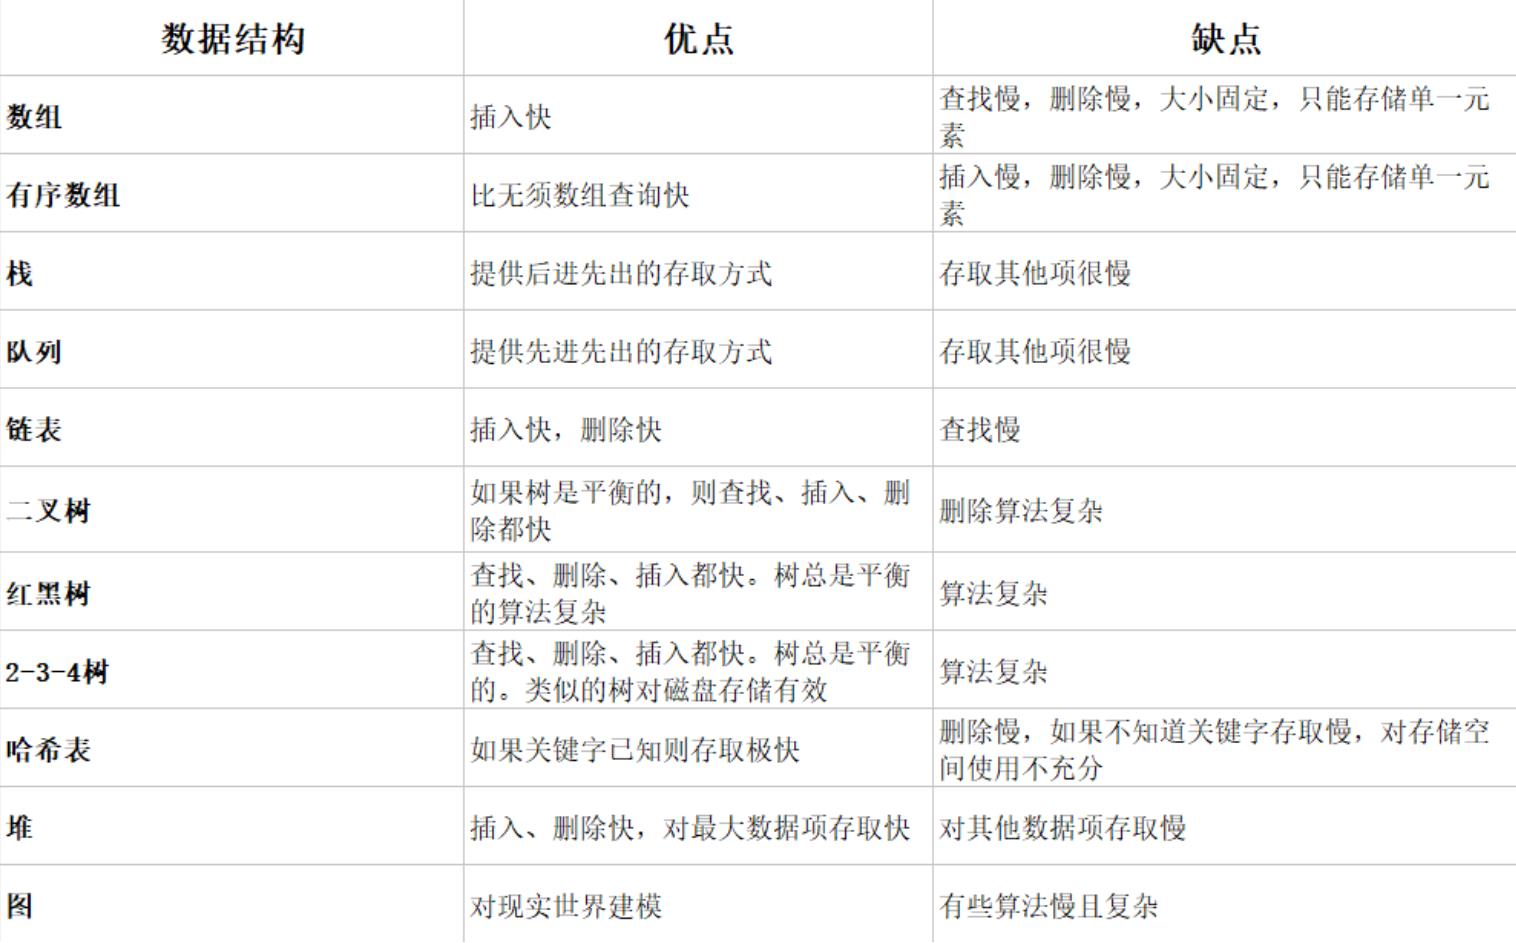 数据结构 优点 缺点
数组 插入快 查找慢，删除慢，大小固定，只能存储单一元
素
有序数组 比无须数组查询快 插入慢，删除慢，大小固定，只能存储单一元
素
栈 提供后进先出的存取方式 存取其他项很慢
队列 提供先进先出的存取方式 存取其他项很慢
链表 插入快，删除快 查找慢
二叉树 如果树是平衡的，则查找、插入、删
除都快 删除算法复杂
红黑树 查找、删除、插入都快。树总是平衡
的算法复杂 算法复杂
2-3-4树 查找、删除、插入都快。树总是平衡
的。类似的树对磁盘存储有效 算法复杂
哈希表 如果关键字已知则存取极快 删除慢，如果不知道关键字存取慢，对存储空
间使用不充分
堆 插入、删除快，对最大数据项存取快 对其他数据项存取慢
图 对现实世界建模 有些算法慢且复杂